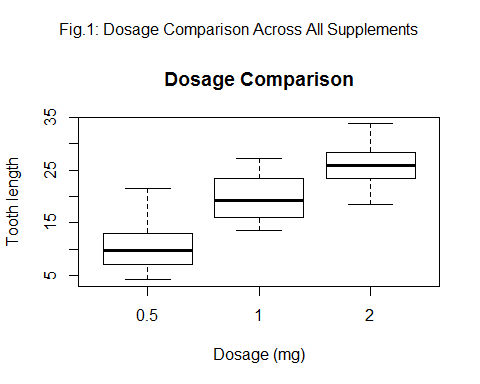 Fig.1: Dosage Comparison Across All Supplements
Dosage Comparison
Tooth length
35
25
15
5
0.5 1 2
Dosage (mg)